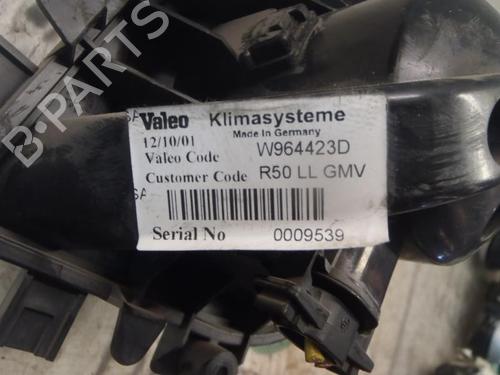 Valeo Klimasysteme
12/10/01 Made In Germany
Valeo Code W964423D
Customer Code R50 LL GMV
Serial No 0009539
B-PARTS